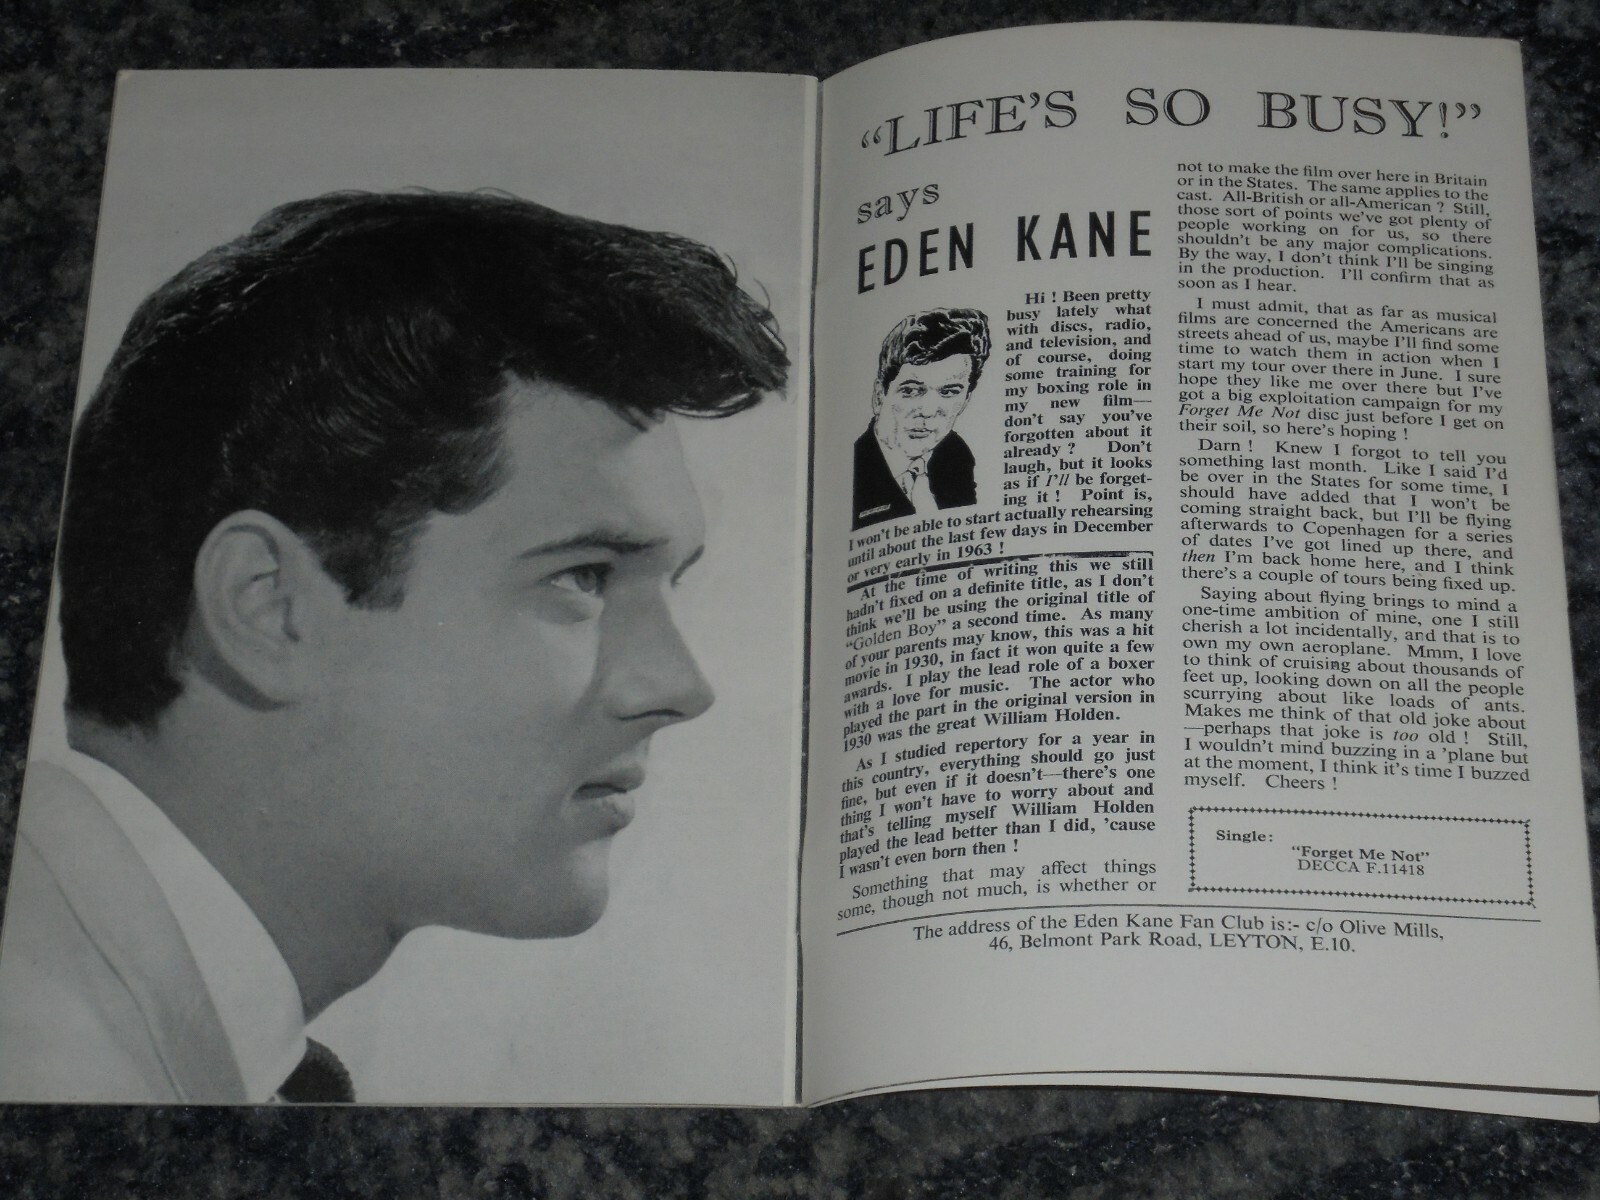 “LIFE’S SO BUSY!”
says
EDEN KANE
Hi ! Been pretty
busy lately what
with discs, radio,
and television, and
of course, doing
some training for
my boxing role in
my new film—
don’t say you’ve
forgotten about it
already ? Don’t
laugh, but it looks
as if I’ll be forget-
ing it ! Point is,
I won’t be able to start actually rehearsing
until about the last few days in December
or very early in 1963 !
At the time of writing this we still
hadn’t fixed on a definite title, as I don’t
think we’ll be using the original title of
“Golden Boy” a second time. As many
of your parents may know, this was a hit
movie in 1930, in fact it won quite a few
awards. I play the lead role of a boxer
with a love for music. The actor who
played the part in the original version in
1930 was the great William Holden.
As I studied repertory for a year in
this country, everything should go just
fine, but even if it doesn’t—there’s one
thing I won’t have to worry about and
that’s telling myself William Holden
played the lead better than I did, ’cause
I wasn’t even born then !
Something that may affect things
some, though not much, is whether or
not to make the film over here in Britain
or in the States. The same applies to the
cast. All-British or all-American ? Still,
those sort of points we’ve got plenty of
people working on for us, so there
shouldn’t be any major complications.
By the way, I don’t think I’ll be singing
in the production. I’ll confirm that as
soon as I hear.
I must admit, that as far as musical
films are concerned the Americans are
streets ahead of us, maybe I’ll find some
time to watch them in action when I
start my tour over there in June. I sure
hope they like me over there but I’ve
got a big exploitation campaign for my
Forget Me Not disc just before I get on
their soil, so here’s hoping !
Darn ! Knew I forgot to tell you
something last month. Like I said I’d
be over in the States for some time, I
should have added that I won’t be
coming straight back, but I’ll be flying
afterwards to Copenhagen for a series
of dates I’ve got lined up there, and
then I’m back home here, and I think
there’s a couple of tours being fixed up.
Saying about flying brings to mind a
one-time ambition of mine, one I still
cherish a lot incidentally, and that is to
own my own aeroplane. Mmm, I love
to think of cruising about thousands of
feet up, looking down on all the people
scurrying about like loads of ants.
Makes me think of that old joke about
—perhaps that joke is too old ! Still,
I wouldn’t mind buzzing in a ’plane but
at the moment, I think it’s time I buzzed
myself. Cheers !
Single:
“Forget Me Not”
DECCA F.11418
The address of the Eden Kane Fan Club is:- c/o Olive Mills,
46, Belmont Park Road, LEYTON, E.10.